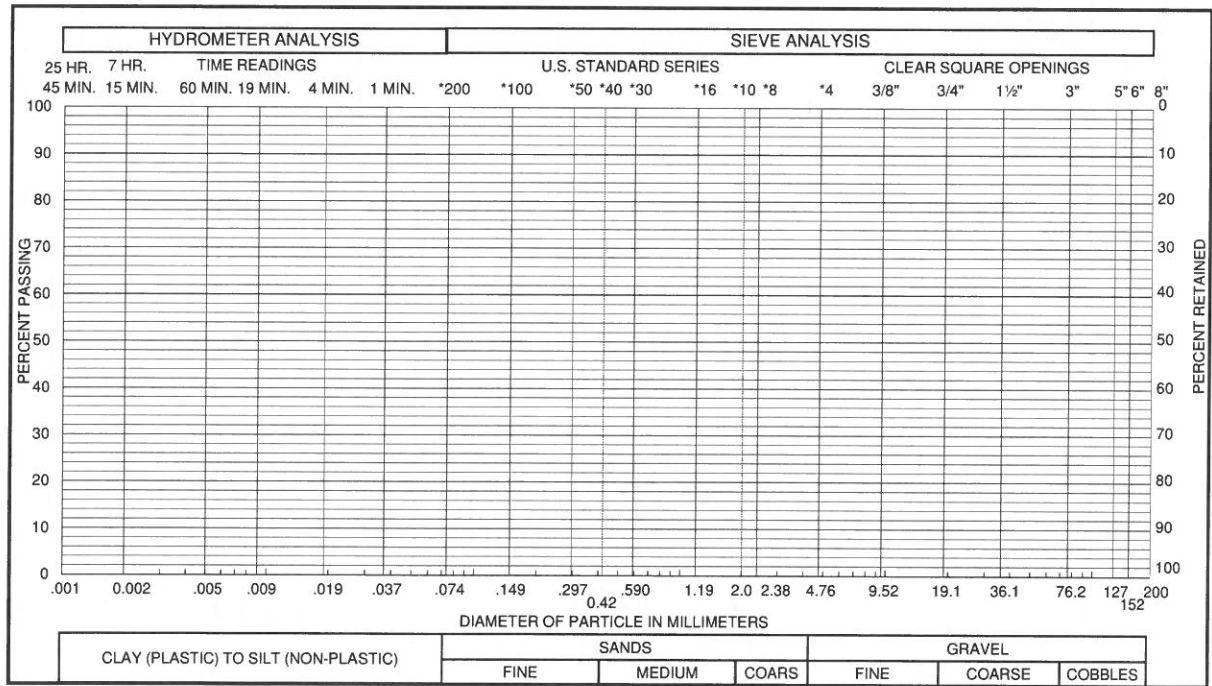 HYDROMETER ANALYSIS SIEVE ANALYSIS
25 HR. 7 HR. TIME READINGS U.S. STANDARD SERIES CLEAR SQUARE OPENINGS
45 MIN. 15 MIN. 60 MIN. 19 MIN. 4 MIN. 1 MIN. *200 *100 *50 *40 *30 *16 *10 *8 *4 3/8" 3/4" 1½" 3" 5" 6" 8"
100 0
90 10
80 20
70 30
60 40
50 50
40 60
30 70
20 80
10 90
0 100
PERCENT PASSING
PERCENT RETAINED
.001 0.002 .005 .009 .019 .037 .074 .149 .297 .590 1.19 2.0 2.38 4.76 9.52 19.1 36.1 76.2 127 200
0.42 152
DIAMETER OF PARTICLE IN MILLIMETERS
CLAY (PLASTIC) TO SILT (NON-PLASTIC) SANDS GRAVEL
FINE MEDIUM COARS FINE COARSE COBBLES